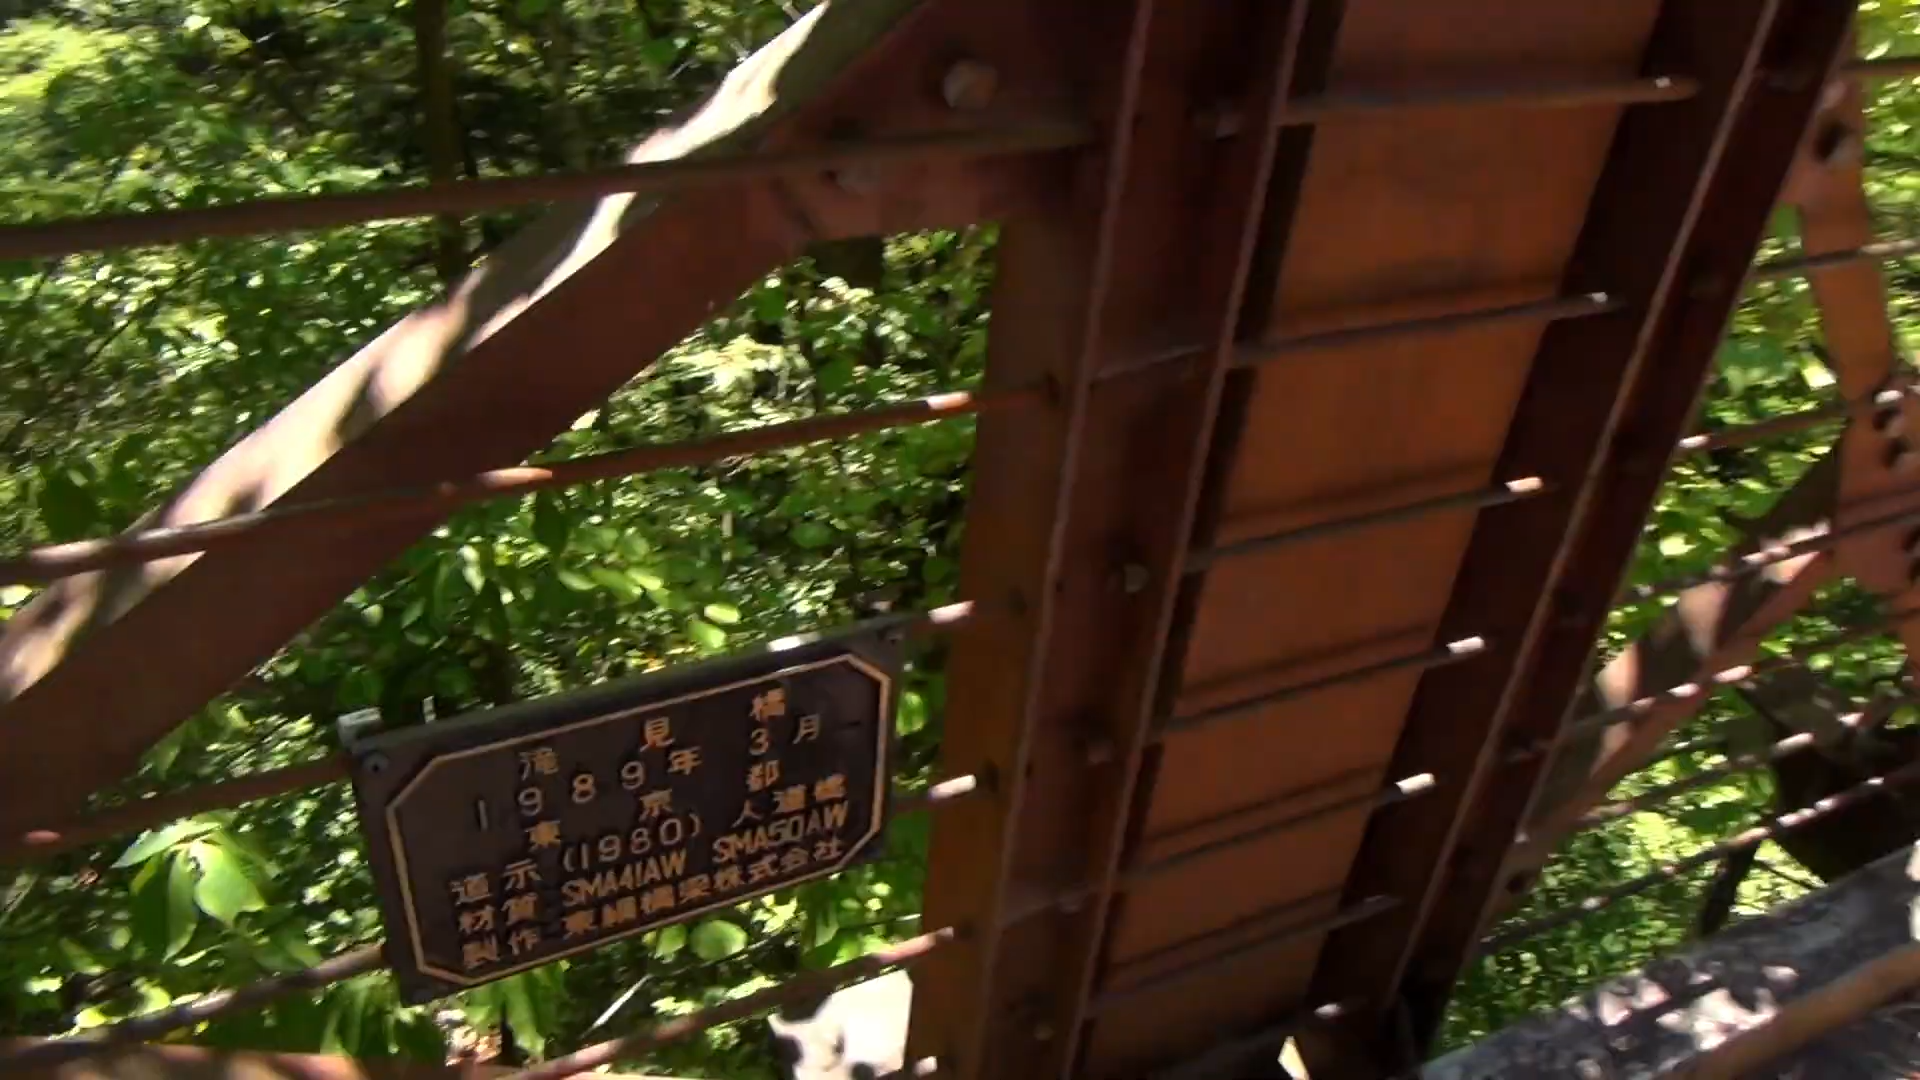 滝見橋
1989年3月
東京都
道示 (1980) 人道橋
材質 SMA41AW SMA50AW
製作 東綱橋梁株式会社